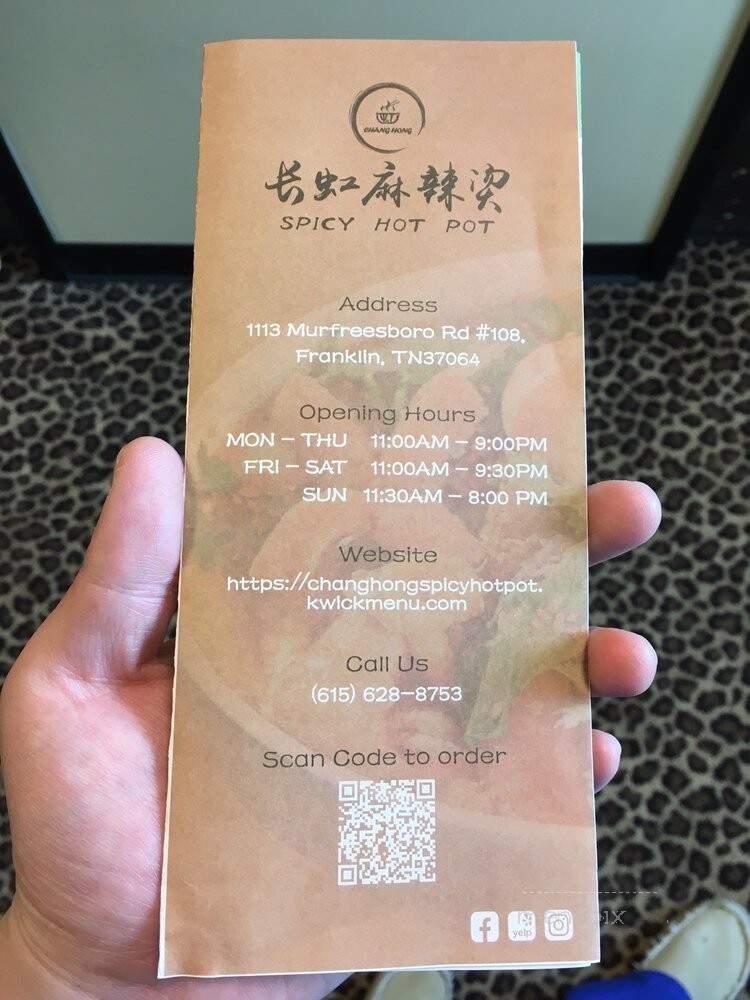 CHANG HONG
长虹麻辣烫
SPICY HOT POT
Address
1113 Murfreesboro Rd #108,
Franklin, TN37064
Opening Hours
MON - THU 11:00AM - 9:00PM
FRI - SAT 11:00AM - 9:30PM
SUN 11:30AM - 8:00 PM
Website
https://changhongspicyhotpot.
kwickmenu.com
Call Us
(615) 628-8753
Scan Code to order
yelp